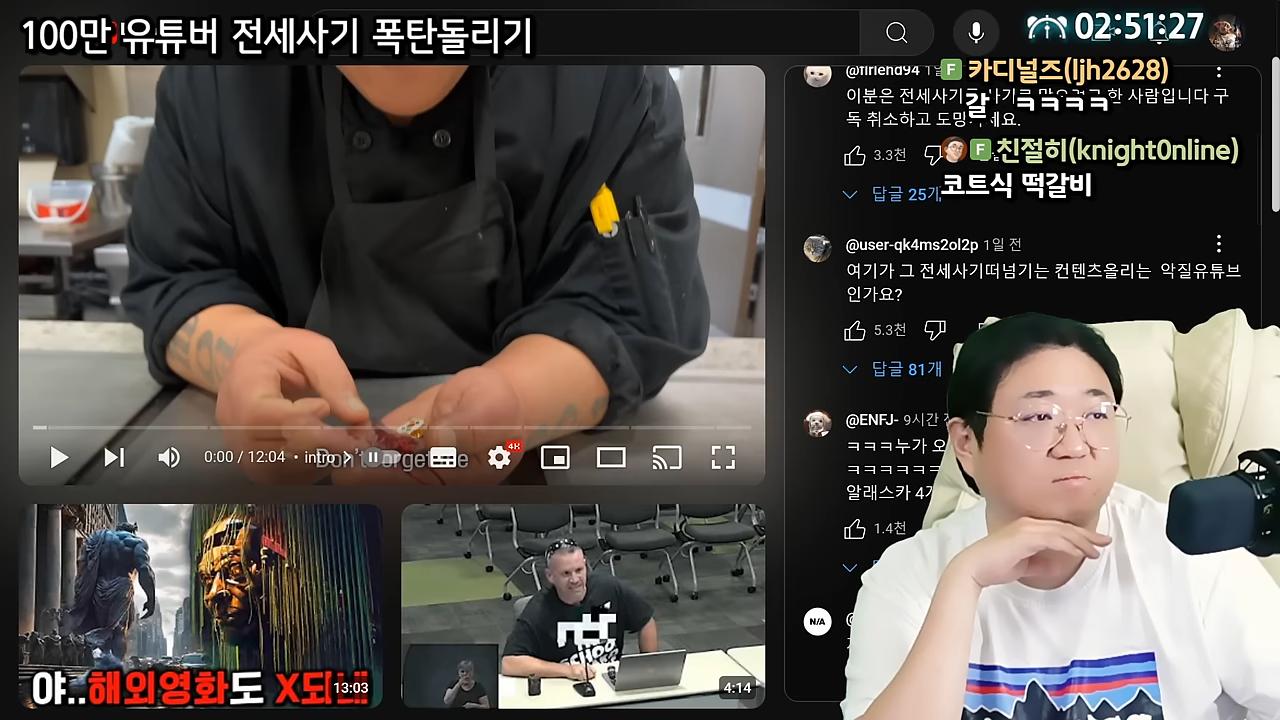 100만 유튜버 전세사기 폭탄돌리기
02:51:27
@firiend94
카디널즈(ljh2628)
이분은 전세사기
한 사람입니다 구
갈 ㅋㅋㅋㅋ
독 취소하고
3.3천
친절히(knight0nline)
답글 25개
코트식 떡갈비
@user-qk4ms2ol2p 1일 전
여기가 그 전세사기떠넘기는 컨텐츠올리는 악질유튜브
인가요?
5.3천
답글 81개
@ENFJ- 9시간
ㅋㅋㅋ누가 오
ㅋㅋㅋㅋㅋㅋ
알래스카
1.4천
N/A
0:00 / 12:04 • intro
Don't forget
4K
야..해외영화도 X되
13:03
4:14